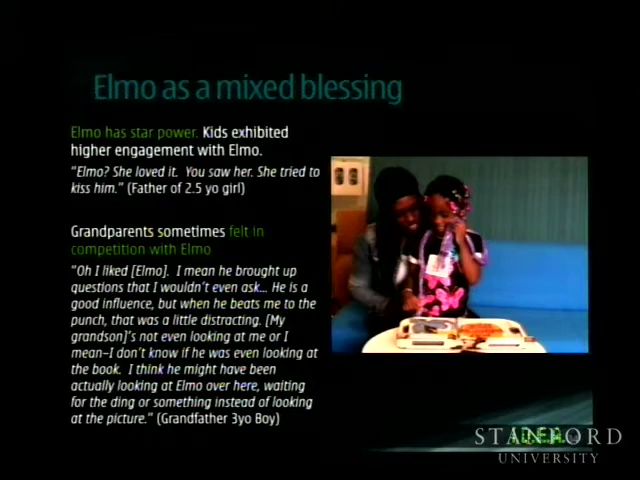 Elmo as a mixed blessing
Elmo has star power. Kids exhibited
higher engagement with Elmo.
"Elmo? She loved it. You saw her. She tried to
kiss him." (Father of 2.5 yo girl)
Grandparents sometimes felt in
competition with Elmo
"Oh I liked [Elmo]. I mean he brought up
questions that I wouldn't even ask... He is a
good influence, but when he beats me to the
punch, that was a little distracting. [My
grandson]'s not even looking at me or I
mean–I don't know if he was even looking at
the book. I think he might have been
actually looking at Elmo over here, waiting
for the ding or something instead of looking
at the picture." (Grandfather 3yo Boy)
STANFORD
UNIVERSITY